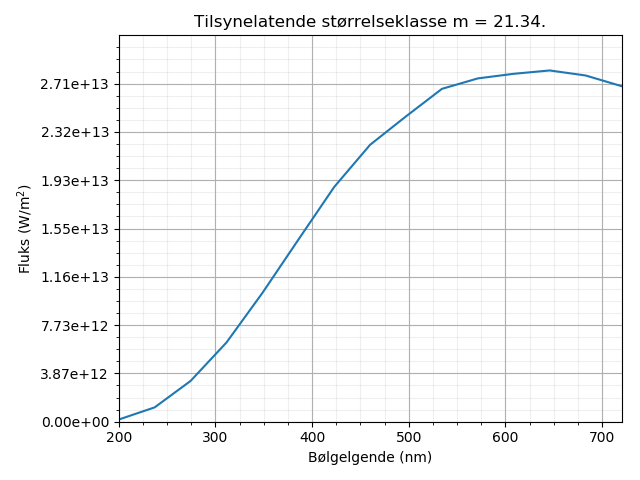 Tilsynelatende størrelseklasse m = 21.34.
Fluks (W/m²)
2.71e+13
2.32e+13
1.93e+13
1.55e+13
1.16e+13
7.73e+12
3.87e+12
0.00e+00
200 300 400 500 600 700
Bølgelgende (nm)